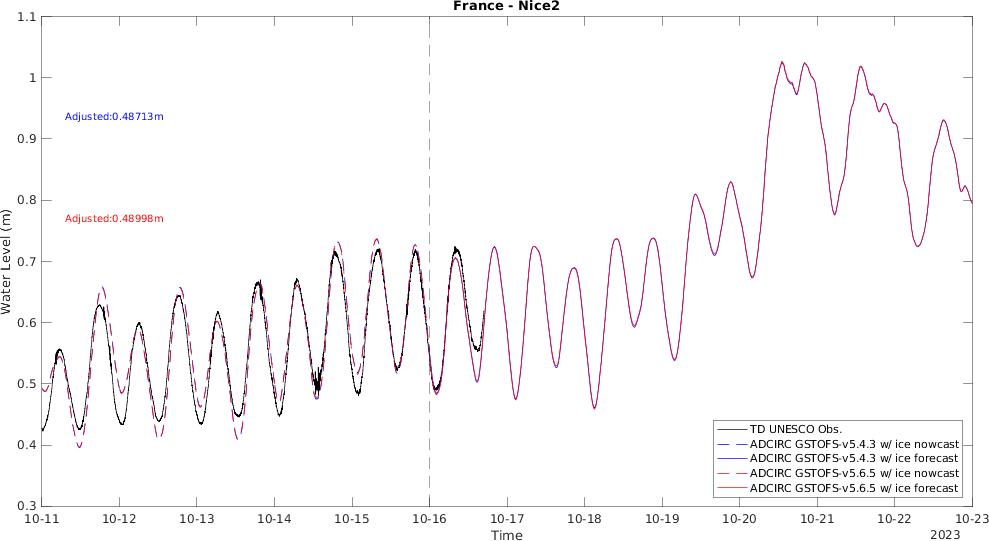 France - Nice2
1.1
1
0.9
0.8
0.7
0.6
0.5
0.4
0.3
Water Level (m)
Adjusted:0.48713m
Adjusted:0.48998m
TD UNESCO Obs.
ADCIRC GSTOFS-v5.4.3 w/ ice nowcast
ADCIRC GSTOFS-v5.4.3 w/ ice forecast
ADCIRC GSTOFS-v5.6.5 w/ ice nowcast
ADCIRC GSTOFS-v5.6.5 w/ ice forecast
10-11 10-12 10-13 10-14 10-15 10-16 10-17 10-18 10-19 10-20 10-21 10-22 10-23
Time
2023